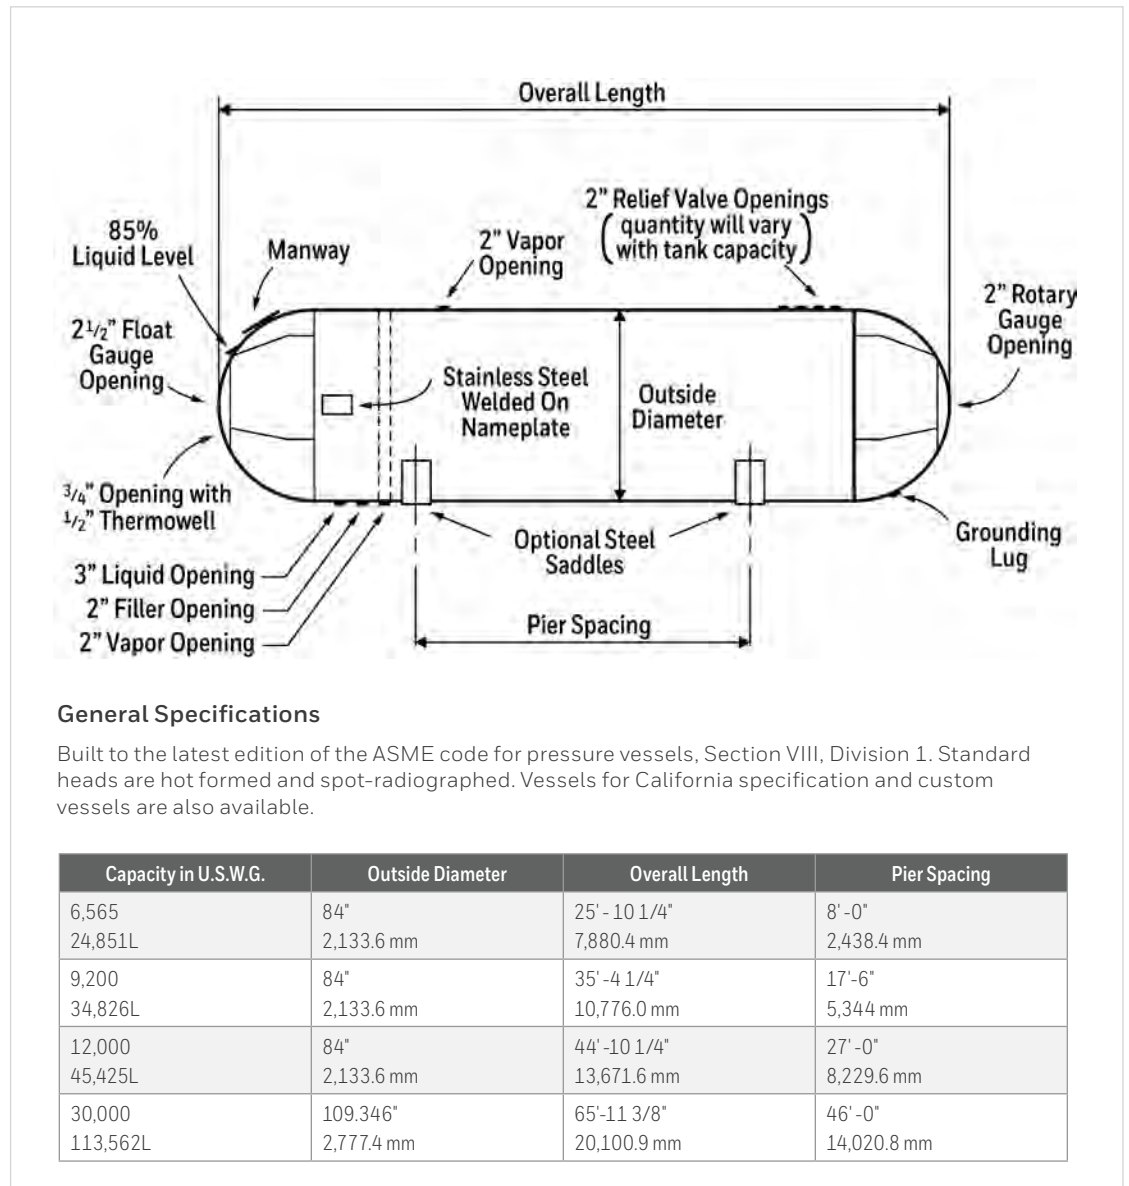 Overall Length
2" Relief Valve Openings
(quantity will vary
with tank capacity)
85%
Liquid Level
Manway
2" Vapor
Opening
2" Rotary
Gauge
Opening
2 1/2" Float
Gauge
Opening
Stainless Steel
Welded On
Nameplate
Outside
Diameter
3/4" Opening with
1/2" Thermowell
Optional Steel
Saddles
Grounding
Lug
3" Liquid Opening
2" Filler Opening
2" Vapor Opening
Pier Spacing
General Specifications
Built to the latest edition of the ASME code for pressure vessels, Section VIII, Division 1. Standard
heads are hot formed and spot-radiographed. Vessels for California specification and custom
vessels are also available.
Capacity in U.S.W.G. Outside Diameter Overall Length Pier Spacing
6,565 84" 25'- 10 1/4" 8'-0"
24,851L 2,133.6 mm 7,880.4 mm 2,438.4 mm
9,200 84" 35'-4 1/4" 17'-6"
34,826L 2,133.6 mm 10,776.0 mm 5,344 mm
12,000 84" 44'-10 1/4" 27'-0"
45,425L 2,133.6 mm 13,671.6 mm 8,229.6 mm
30,000 109.346" 65'-11 3/8" 46'-0"
113,562L 2,777.4 mm 20,100.9 mm 14,020.8 mm